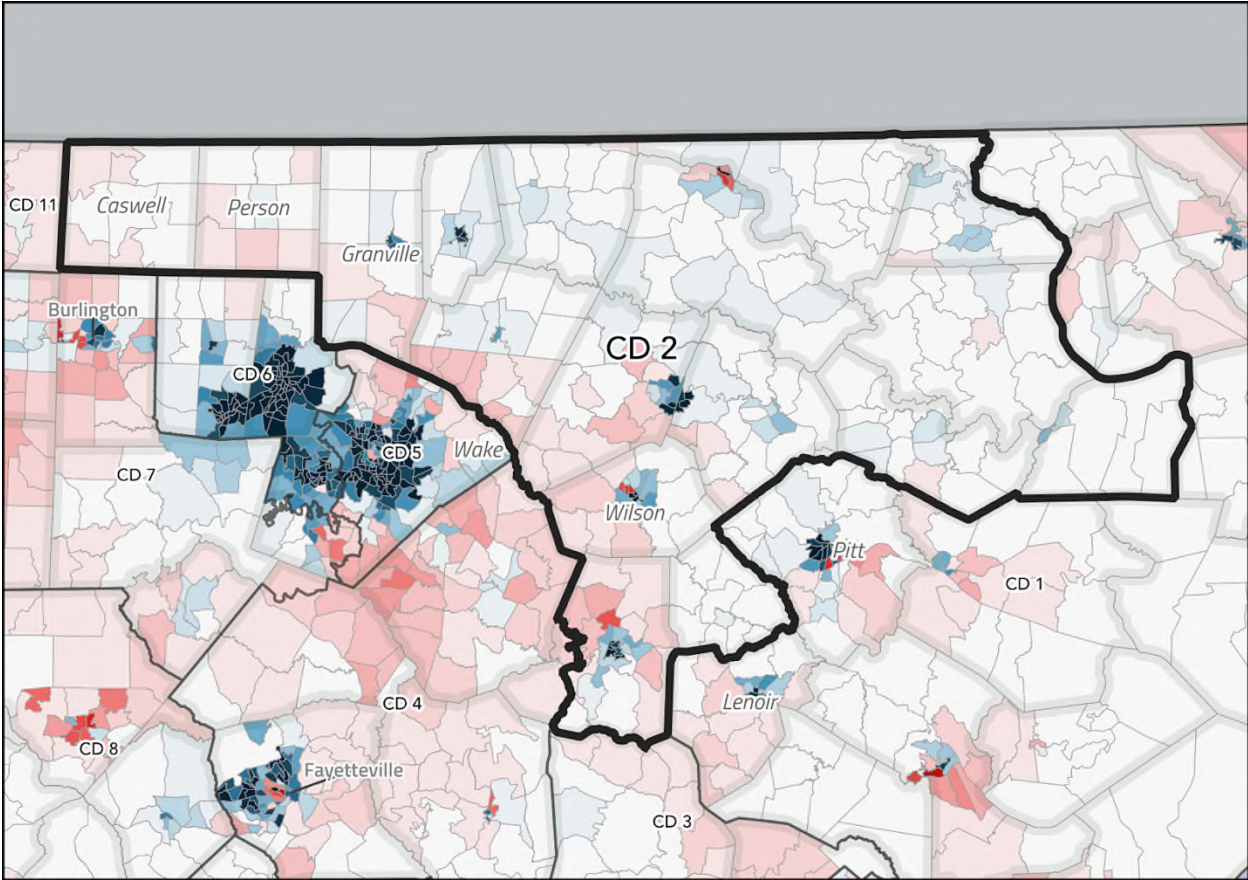 CD 11
Caswell
Person
Granville
Burlington
CD 2
CD 6
CD 5
Wake
CD 7
Wilson
Pitt
CD 1
Lenoir
CD 4
CD 8
Fayetteville
CD 3